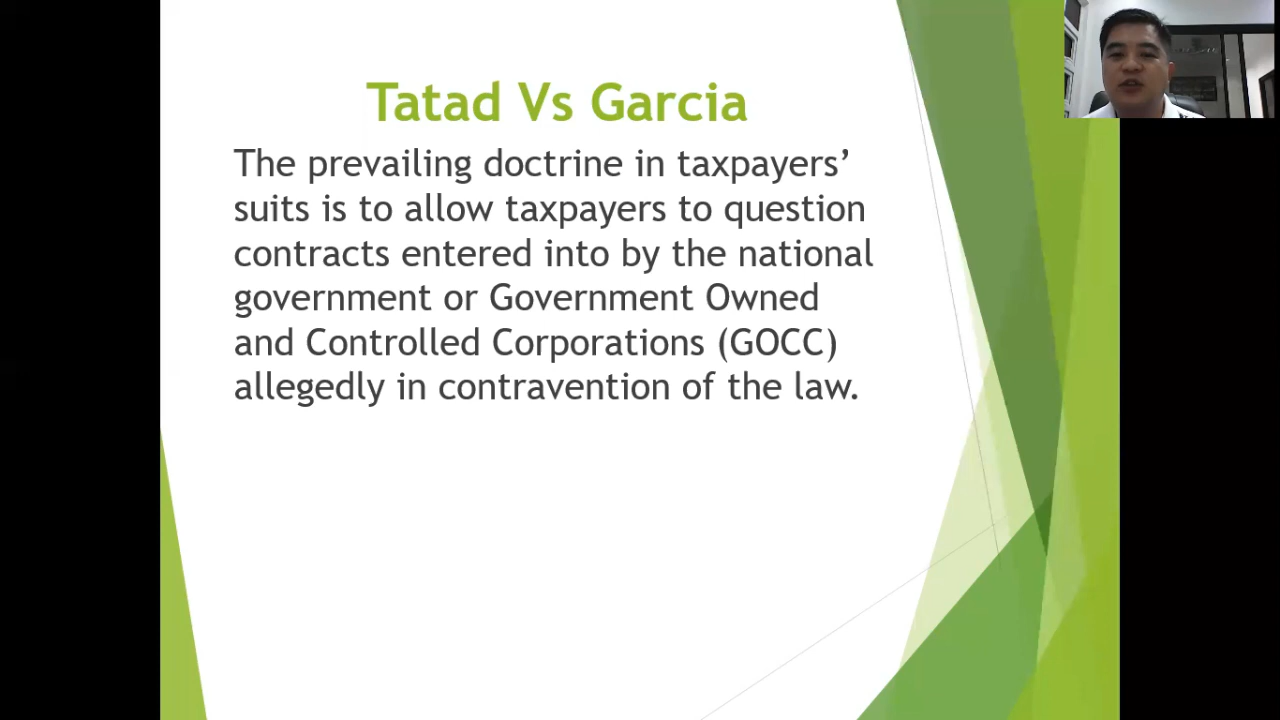 Tatad Vs Garcia
The prevailing doctrine in taxpayers’
suits is to allow taxpayers to question
contracts entered into by the national
government or Government Owned
and Controlled Corporations (GOCC)
allegedly in contravention of the law.